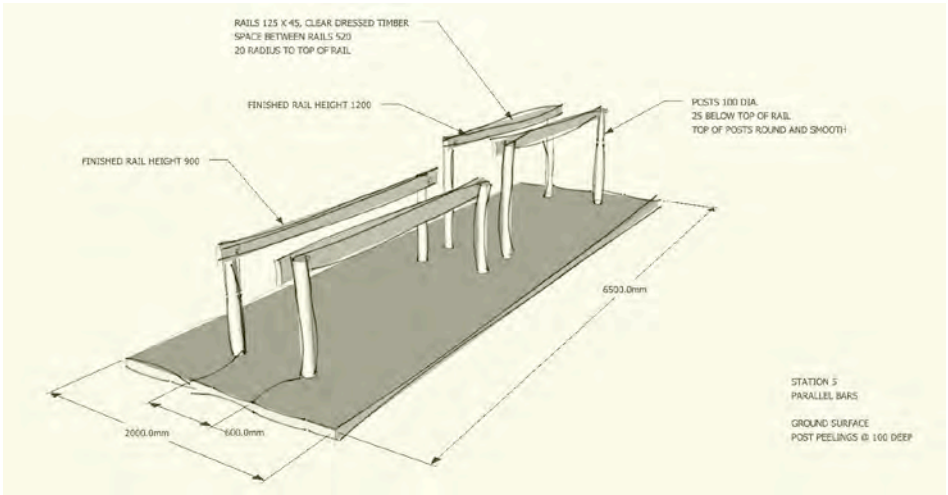 RAILS 125 X 45, CLEAR DRESSED TIMBER
SPACE BETWEEN RAILS 520
20 RADIUS TO TOP OF RAIL
FINISHED RAIL HEIGHT 1200
POSTS 100 DIA.
25 BELOW TOP OF RAIL
TOP OF POSTS ROUND AND SMOOTH
FINISHED RAIL HEIGHT 900
6500.0mm
2000.0mm
600.0mm
STATION 5
PARALLEL BARS
GROUND SURFACE
POST PEELINGS @ 100 DEEP